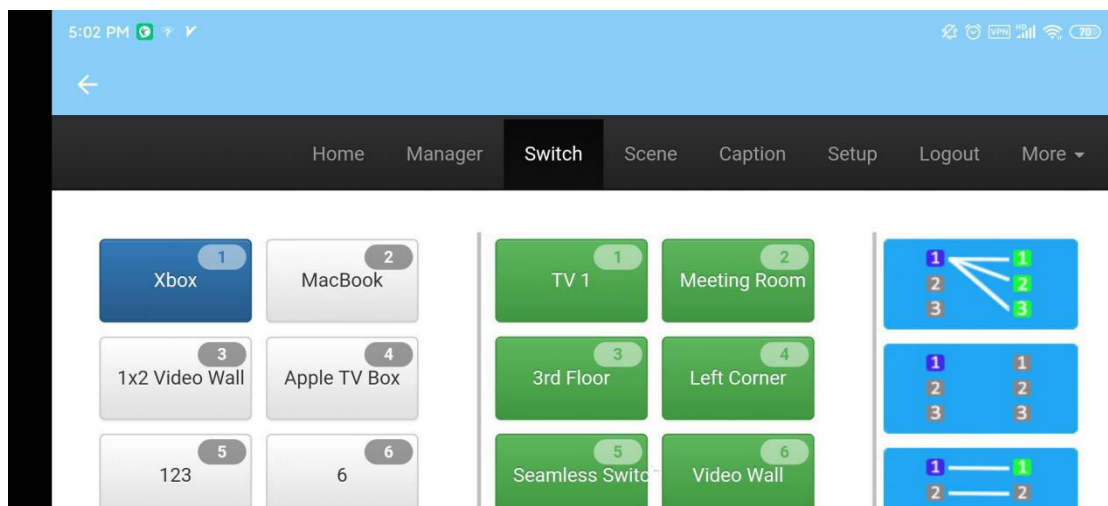 5:02 PM VPN HD 70
Home Manager Switch Scene Caption Setup Logout More
1 2 1 2
Xbox MacBook TV 1 Meeting Room
3 4 3 4
1x2 Video Wall Apple TV Box 3rd Floor Left Corner
5 6 5 6
123 6 Seamless Switc Video Wall
1 1
2 2
3 3
1 1
2 2
3 3
1 1
2 2